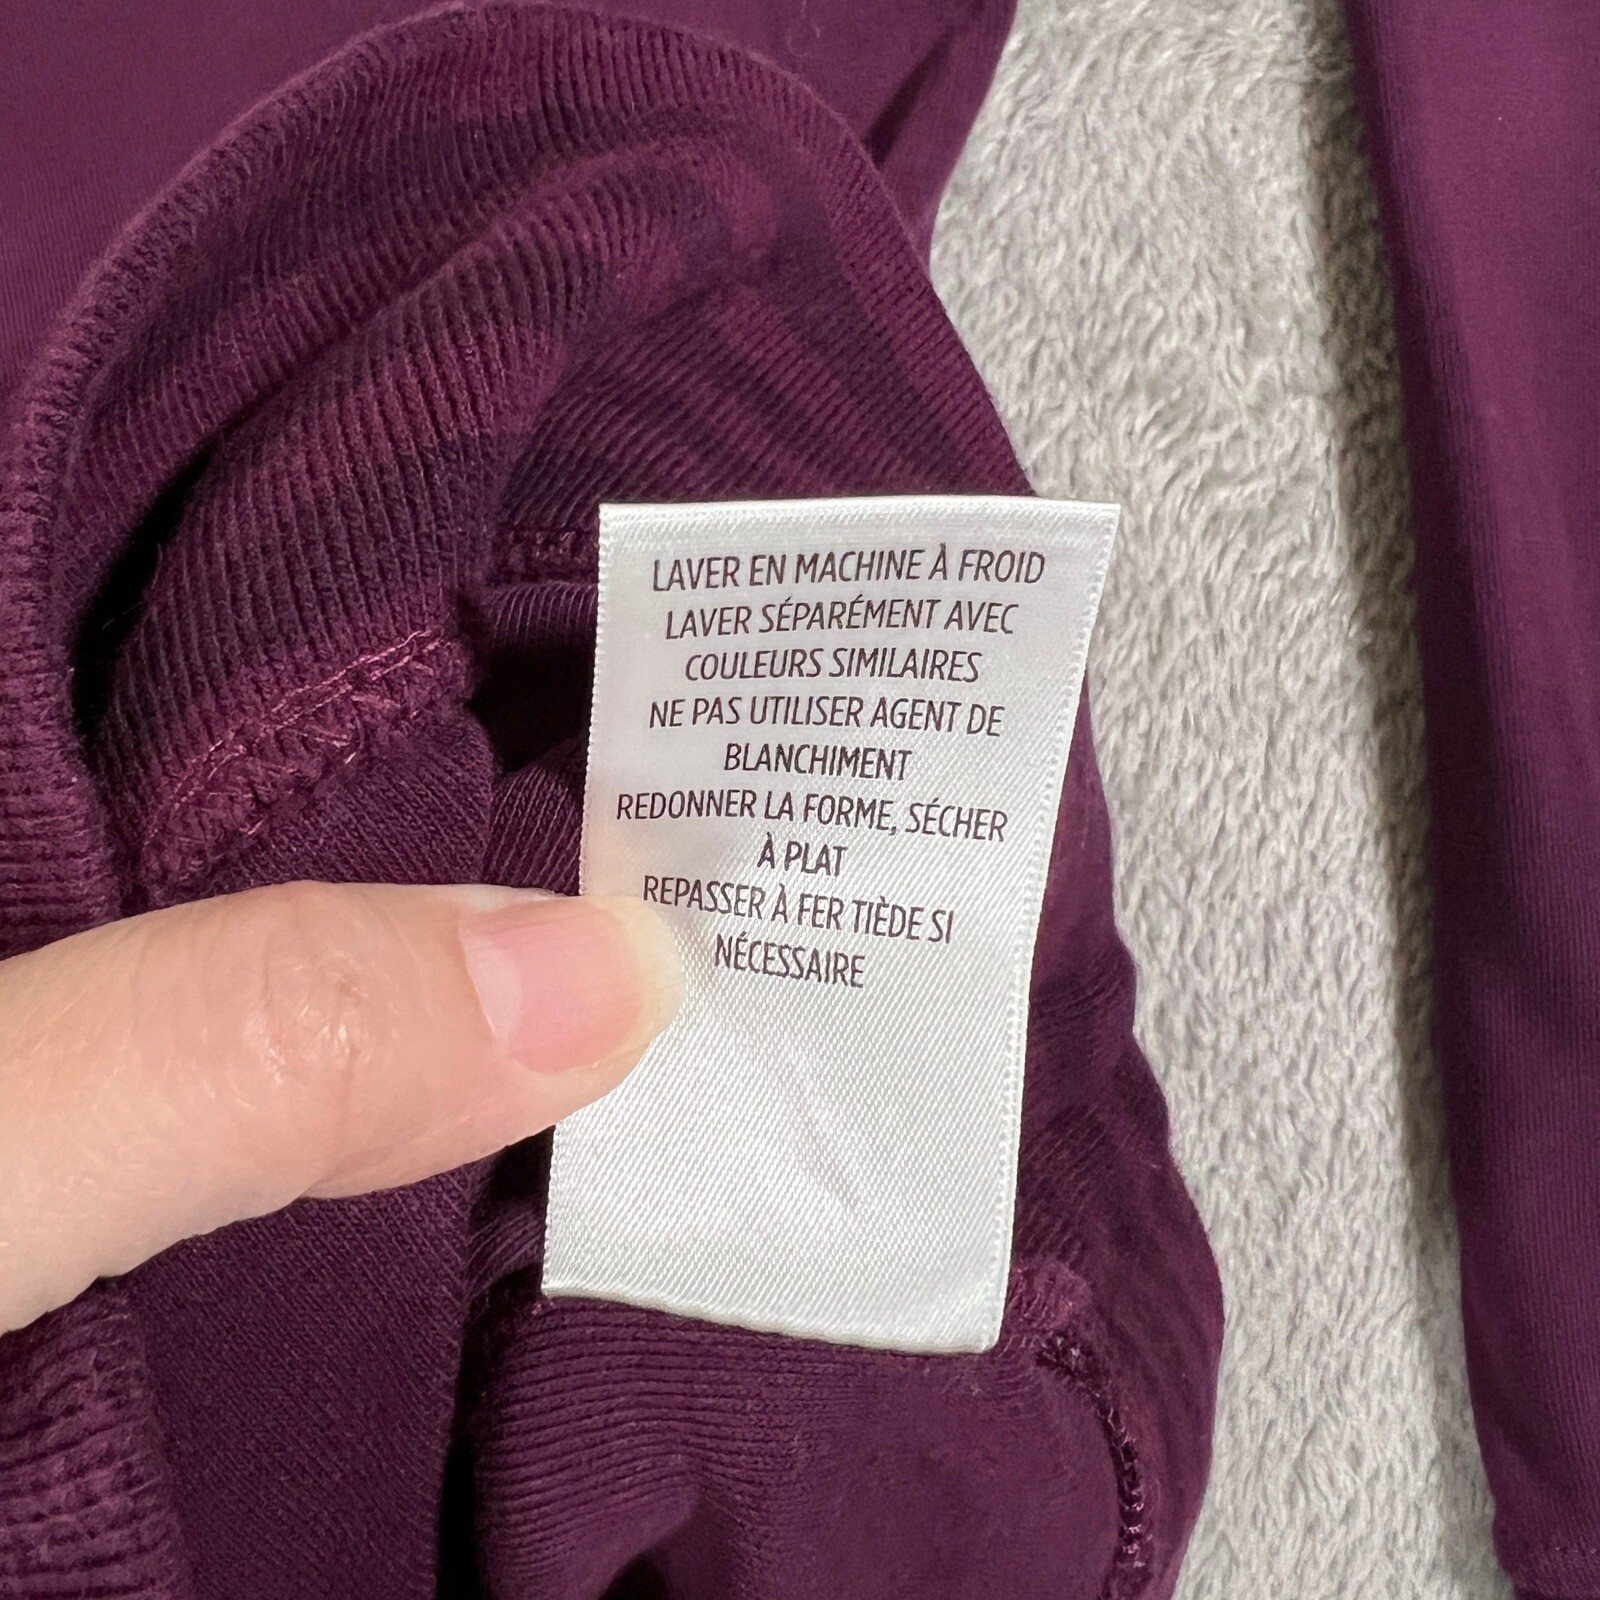 LAVER EN MACHINE À FROID
LAVER SÉPARÉMENT AVEC
COULEURS SIMILAIRES
NE PAS UTILISER AGENT DE
BLANCHIMENT
REDONNER LA FORME, SÉCHER
À PLAT
REPASSER À FER TIÈDE SI
NÉCESSAIRE